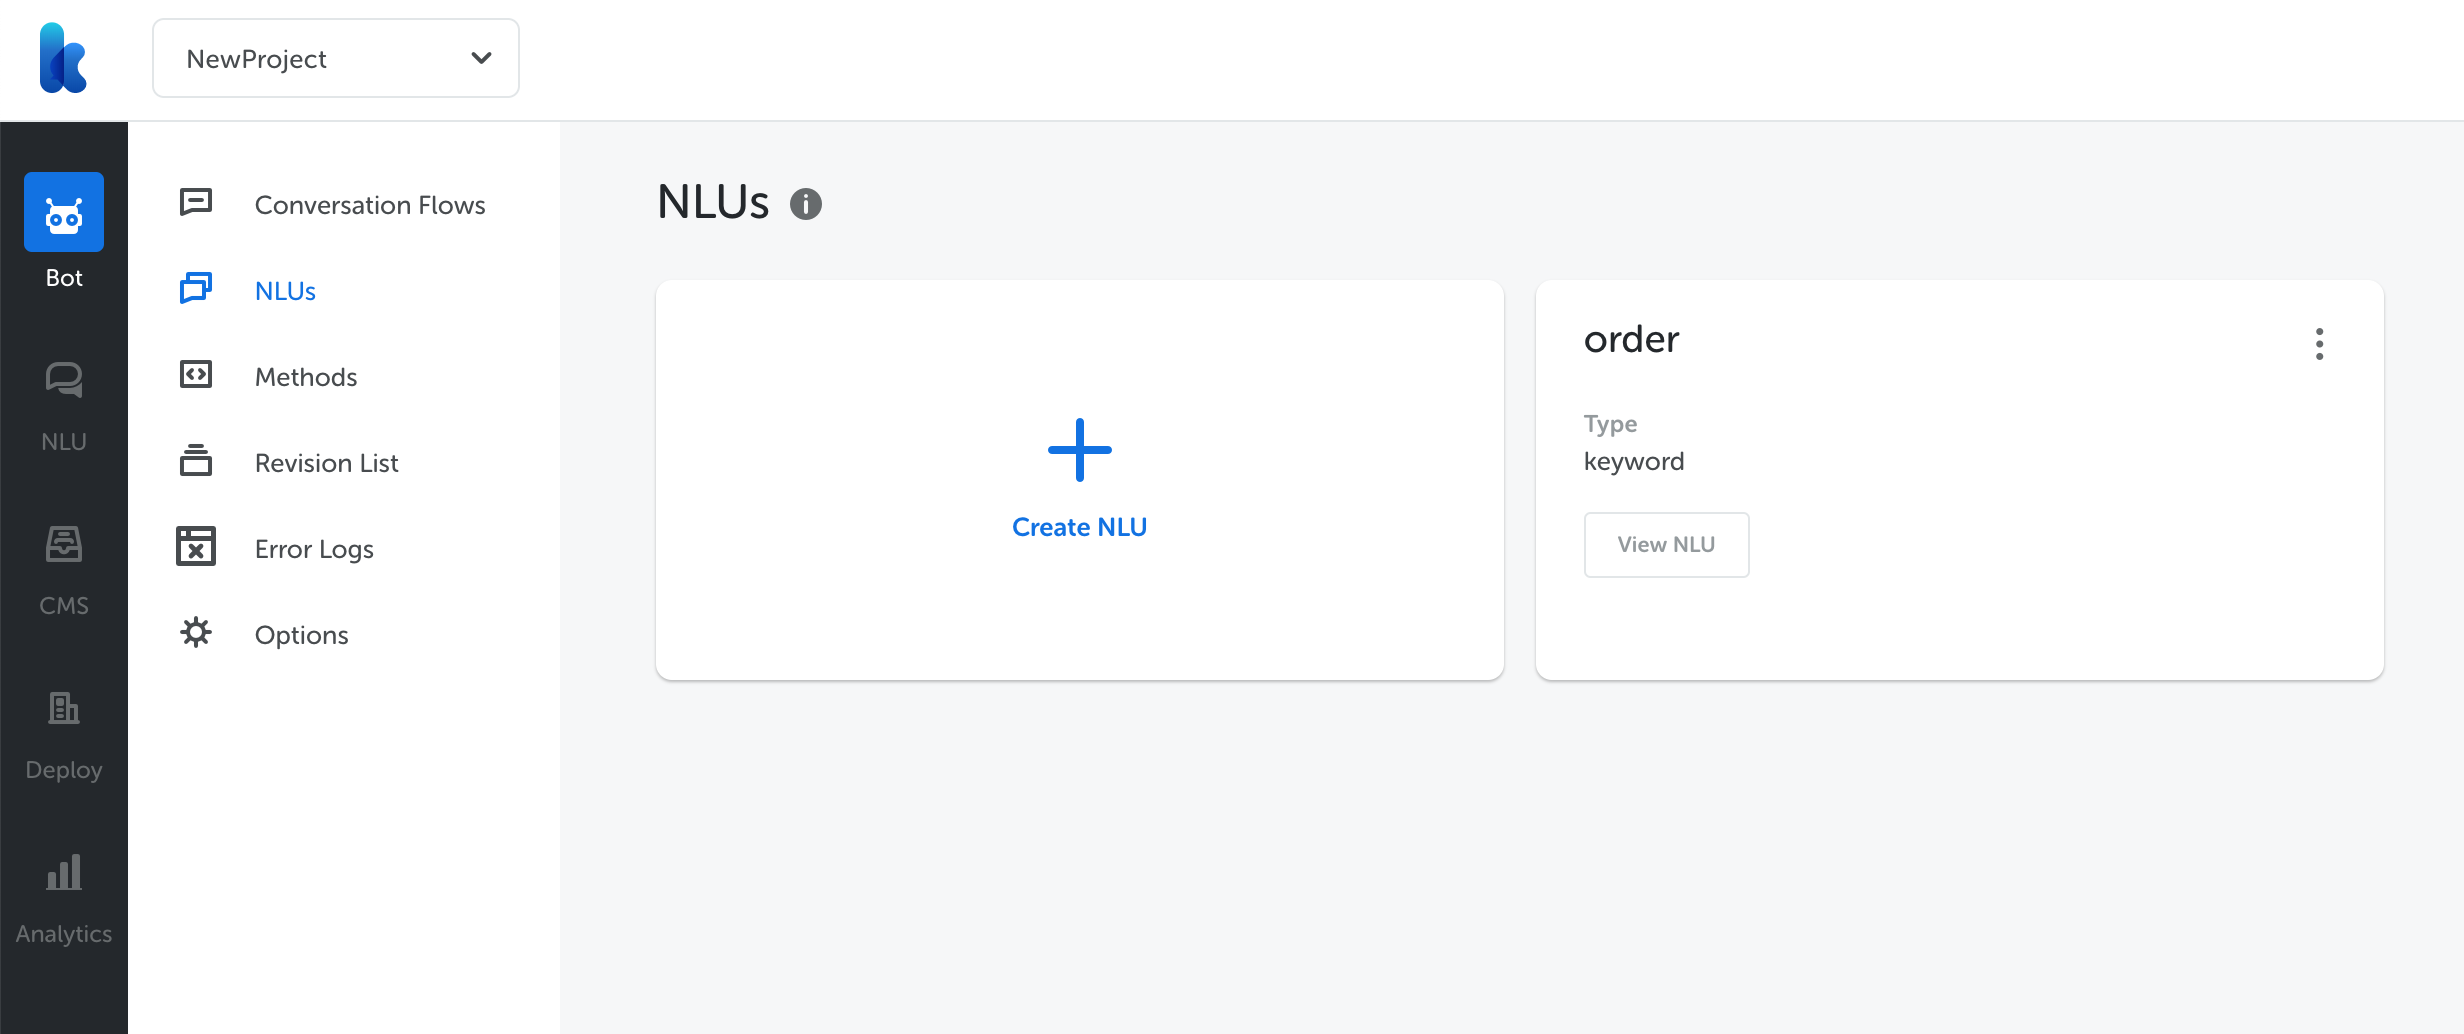 NewProject
Bot
NLU
CMS
Deploy
Analytics
Conversation Flows
NLUs
Methods
Revision List
Error Logs
Options
NLUs
Create NLU
order
Type
keyword
View NLU